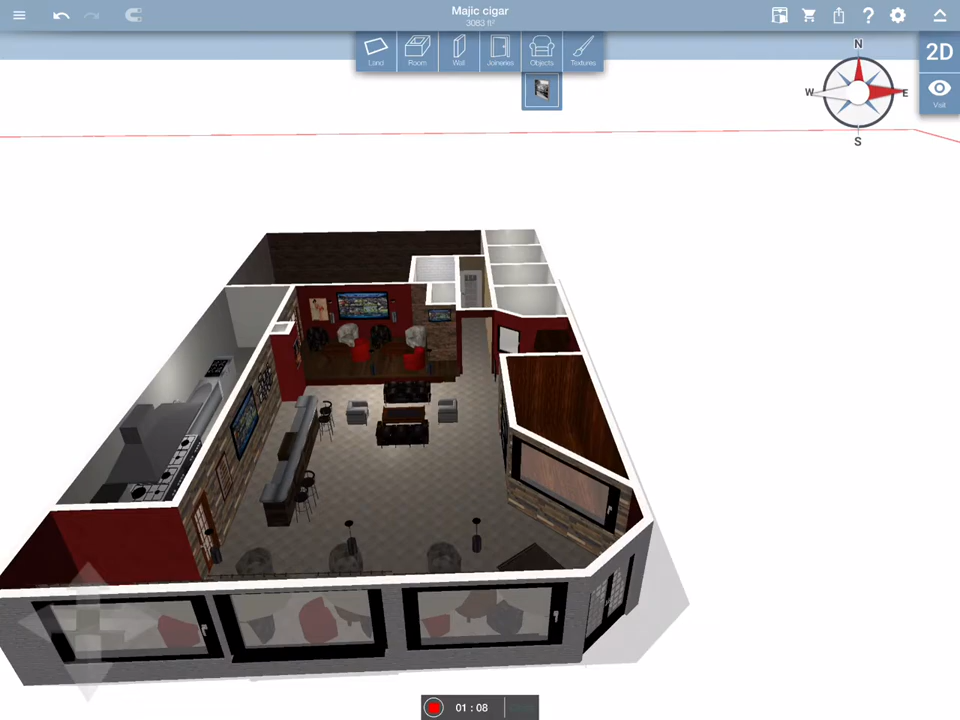 Majic cigar
3083 ft²
Land
Room
Wall
Joineries
Objects
Textures
2D
Visit
N
W
E
S
01 : 08